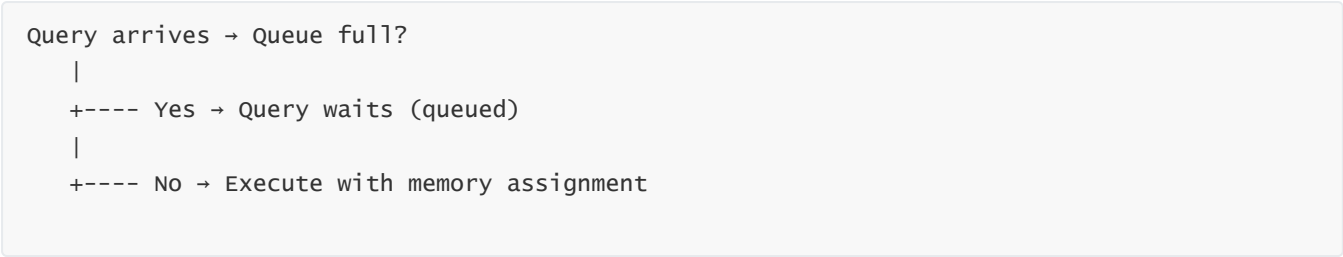 Query arrives → Queue full?
   |
   +---- Yes → Query waits (queued)
   |
   +---- No → Execute with memory assignment